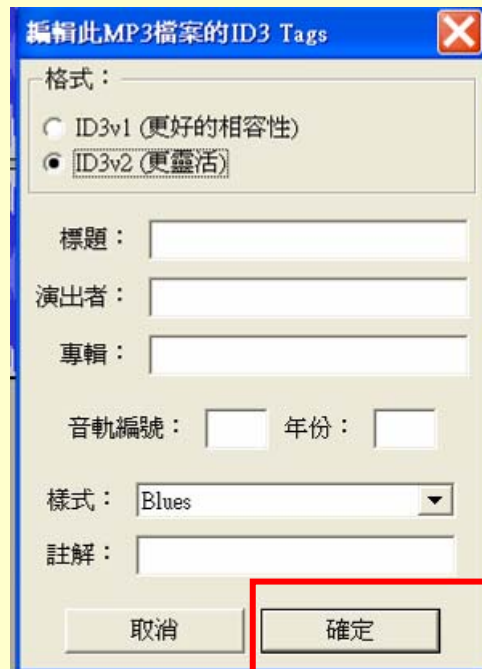 編輯此MP3檔案的ID3 Tags
格式：
ID3v1 (更好的相容性)
ID3v2 (更靈活)
標題：
演出者：
專輯：
音軌編號： 年份：
樣式： Blues
註解：
取消 確定